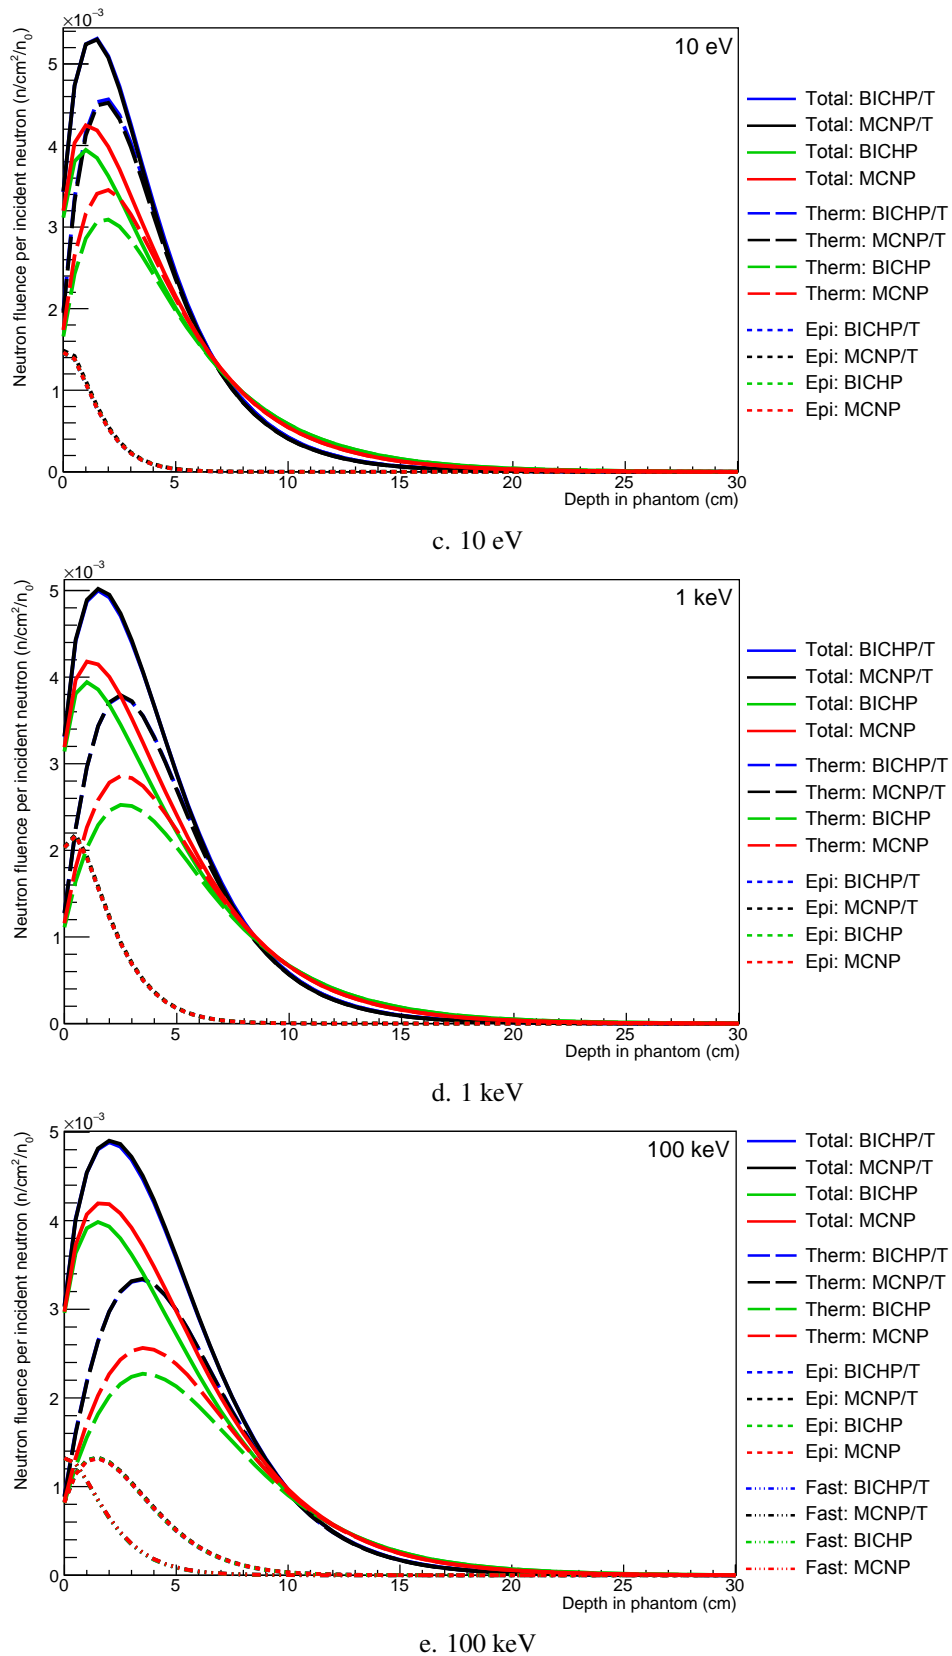 ×10⁻³
10 eV
Neutron fluence per incident neutron (n/cm²/n₀)
5
4
3
2
1
0
0 5 10 15 20 25 30
Depth in phantom (cm)
Total: BICHP/T
Total: MCNP/T
Total: BICHP
Total: MCNP
Therm: BICHP/T
Therm: MCNP/T
Therm: BICHP
Therm: MCNP
Epi: BICHP/T
Epi: MCNP/T
Epi: BICHP
Epi: MCNP
c. 10 eV
×10⁻³
1 keV
Neutron fluence per incident neutron (n/cm²/n₀)
5
4
3
2
1
0
0 5 10 15 20 25 30
Depth in phantom (cm)
Total: BICHP/T
Total: MCNP/T
Total: BICHP
Total: MCNP
Therm: BICHP/T
Therm: MCNP/T
Therm: BICHP
Therm: MCNP
Epi: BICHP/T
Epi: MCNP/T
Epi: BICHP
Epi: MCNP
d. 1 keV
×10⁻³
100 keV
Neutron fluence per incident neutron (n/cm²/n₀)
5
4
3
2
1
0
0 5 10 15 20 25 30
Depth in phantom (cm)
Total: BICHP/T
Total: MCNP/T
Total: BICHP
Total: MCNP
Therm: BICHP/T
Therm: MCNP/T
Therm: BICHP
Therm: MCNP
Epi: BICHP/T
Epi: MCNP/T
Epi: BICHP
Epi: MCNP
Fast: BICHP/T
Fast: MCNP/T
Fast: BICHP
Fast: MCNP
e. 100 keV